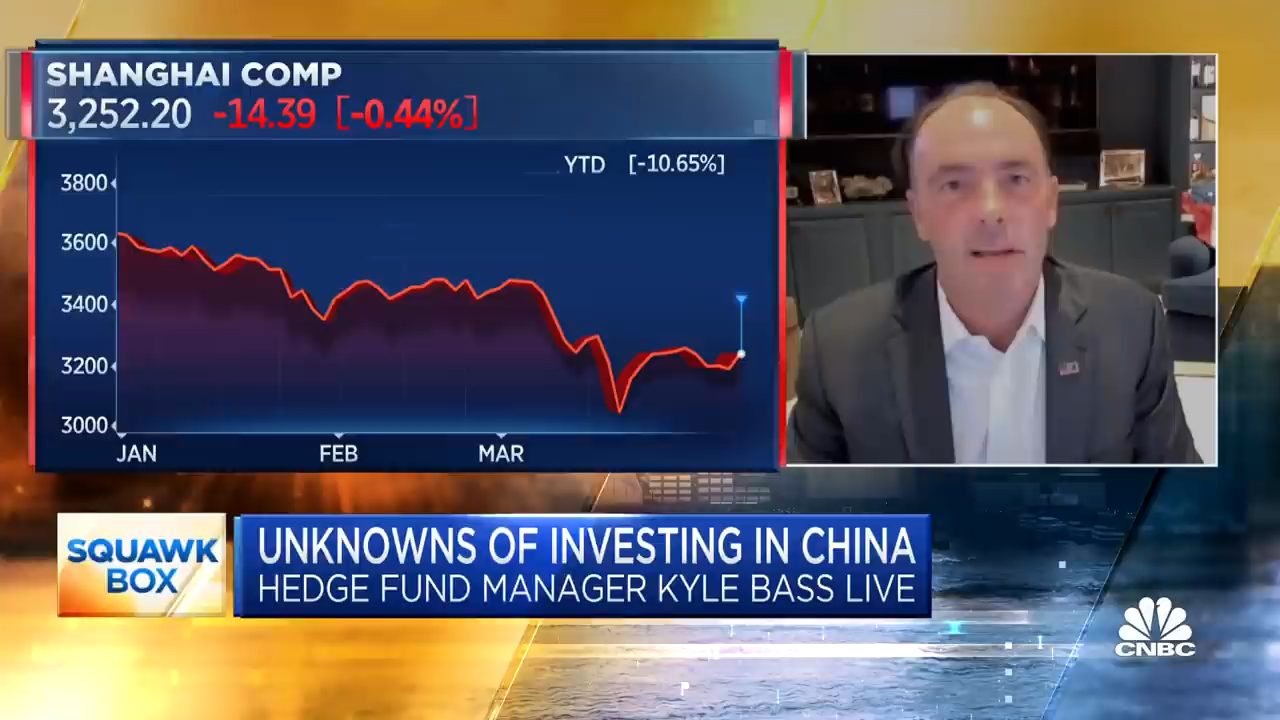 SHANGHAI COMP
3,252.20 -14.39 [-0.44%]
YTD [-10.65%]
3800
3600
3400
3200
3000
JAN FEB MAR
SQUAWK
BOX
UNKNOWNS OF INVESTING IN CHINA
HEDGE FUND MANAGER KYLE BASS LIVE
CNBC